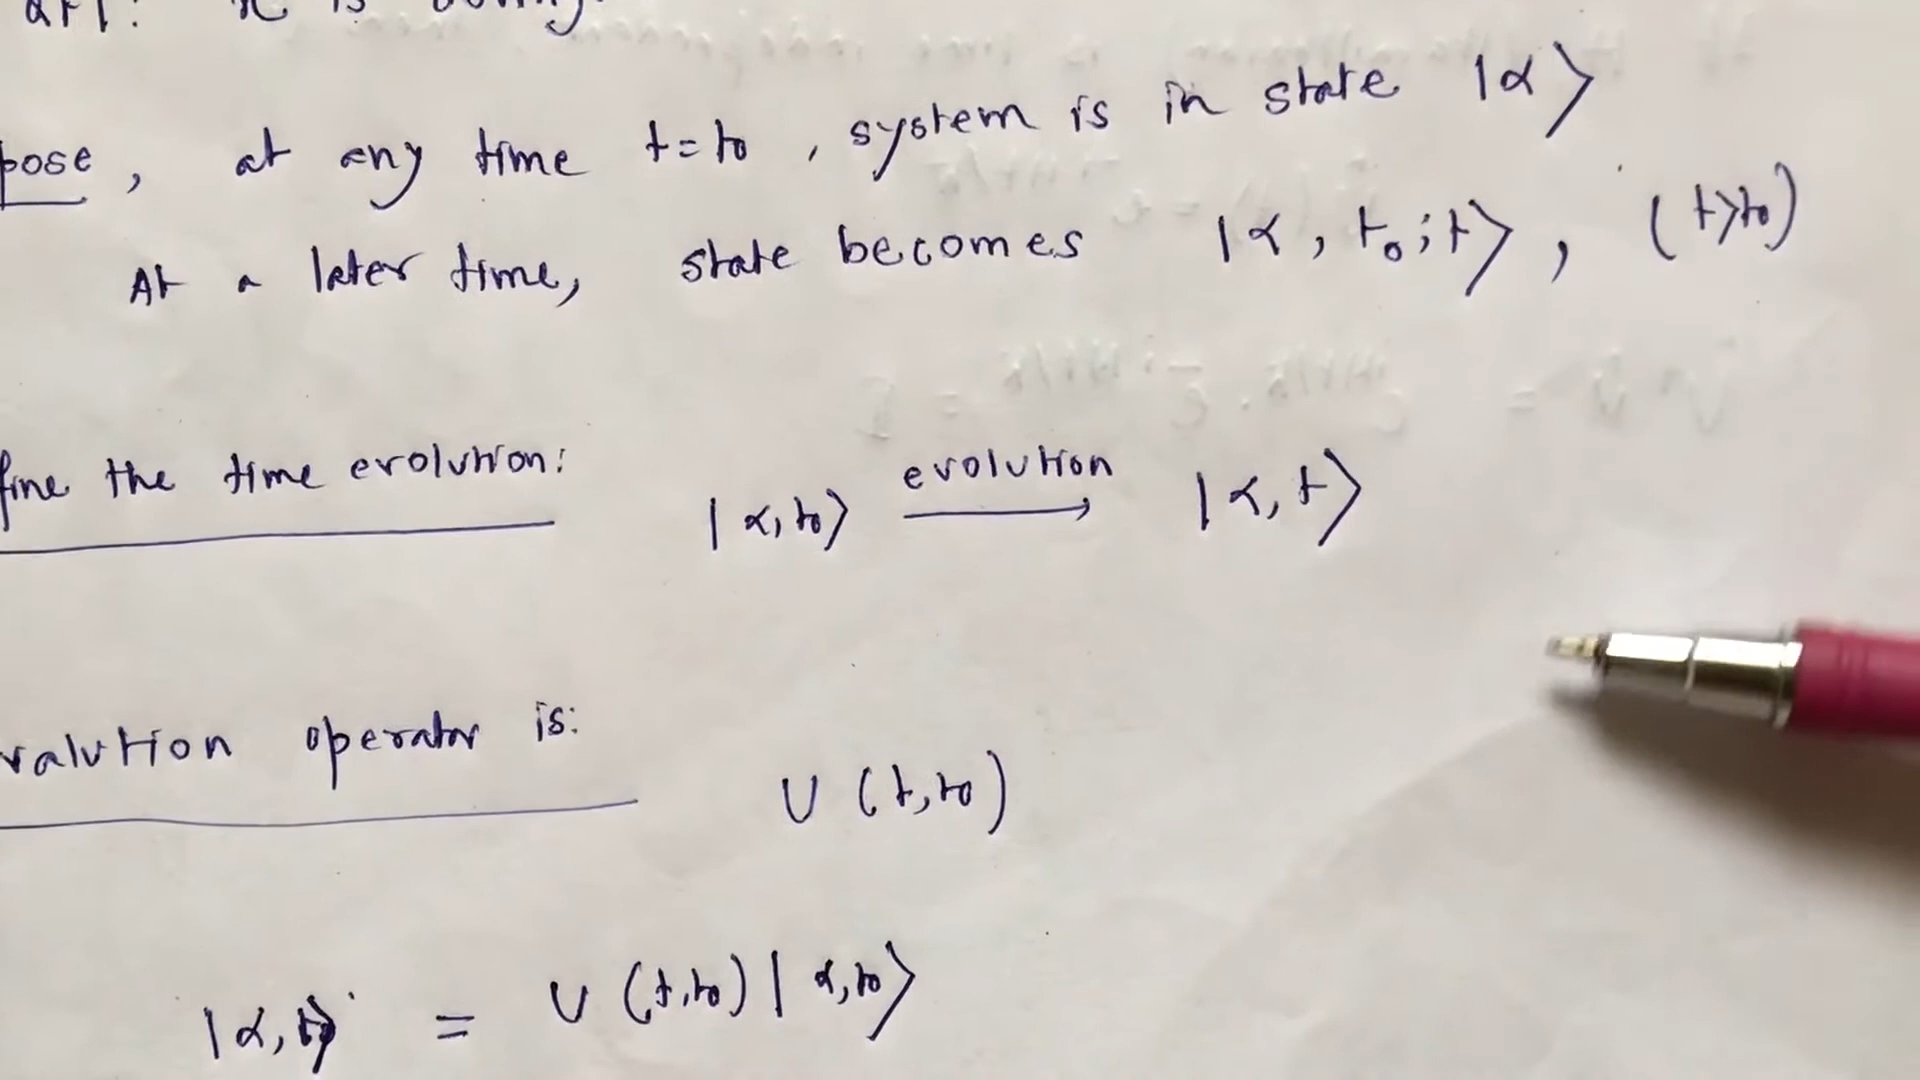 pose, at any time t=t₀, system is in state |α⟩
At a later time, state becomes |α, t₀;t⟩, (t>t₀)
fine the time evolution: |α,t₀⟩ evolution → |α,t⟩
valution operator is: U (t,t₀)
|α,t⟩ = U (t,t₀) |α,t₀⟩